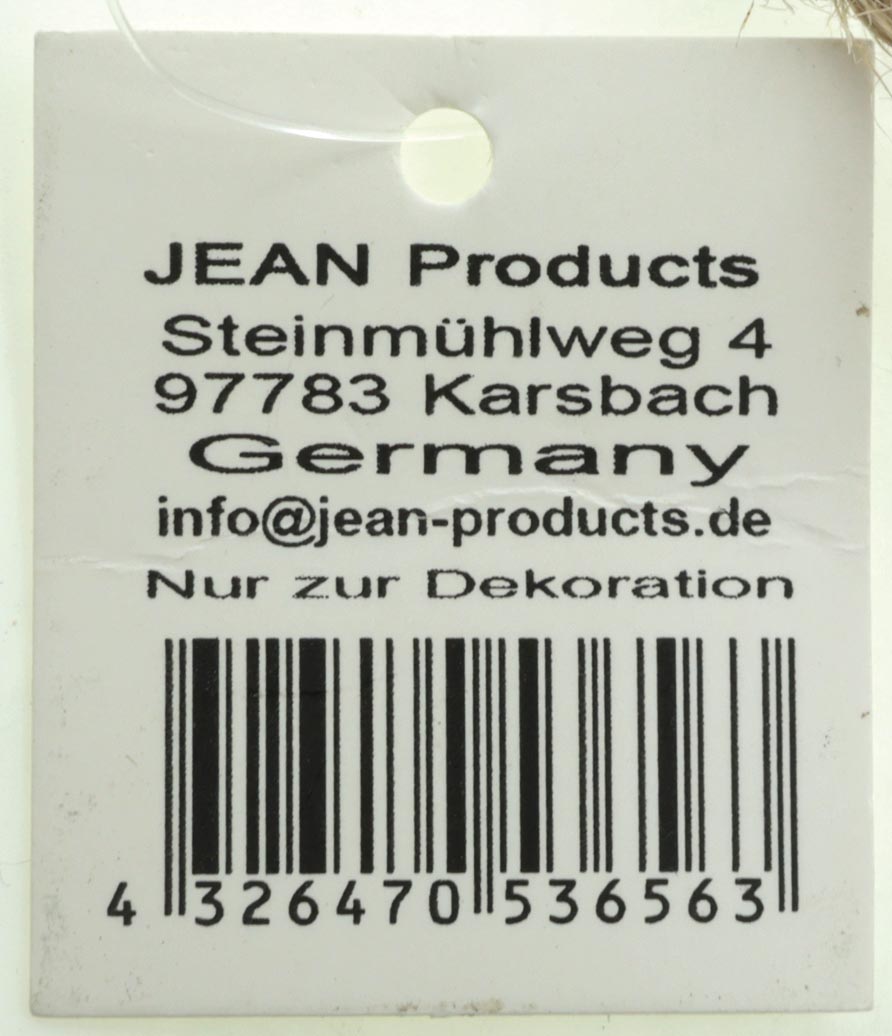 JEAN Products
Steinmühlweg 4
97783 Karsbach
Germany
info@jean-products.de
Nur zur Dekoration
4 326470 536563